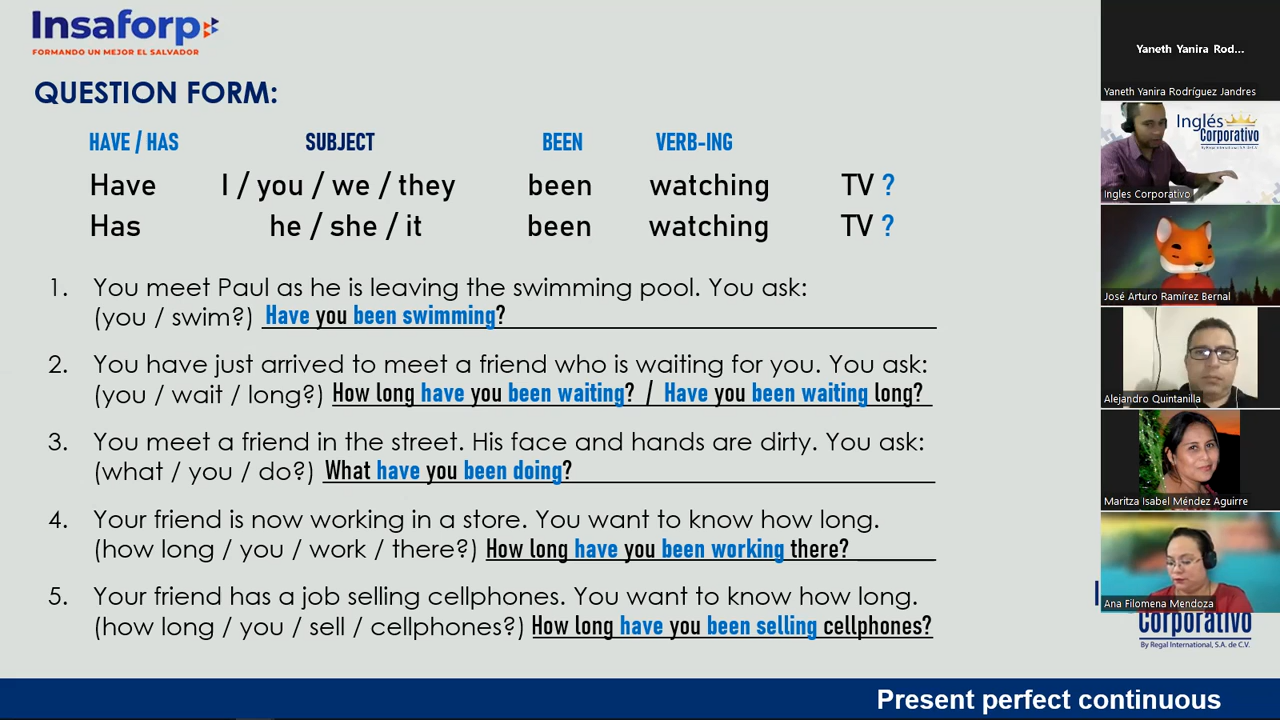 Insaforp
FORMANDO UN MEJOR EL SALVADOR
QUESTION FORM:
HAVE / HAS SUBJECT BEEN VERB-ING
Have I / you / we / they been watching TV ?
Has he / she / it been watching TV ?
1. You meet Paul as he is leaving the swimming pool. You ask:
(you / swim?) Have you been swimming?
2. You have just arrived to meet a friend who is waiting for you. You ask:
(you / wait / long?) How long have you been waiting? / Have you been waiting long?
3. You meet a friend in the street. His face and hands are dirty. You ask:
(what / you / do?) What have you been doing?
4. Your friend is now working in a store. You want to know how long.
(how long / you / work / there?) How long have you been working there?
5. Your friend has a job selling cellphones. You want to know how long.
(how long / you / sell / cellphones?) How long have you been selling cellphones?
Present perfect continuous
Yaneth Yanira Rod...
Yaneth Yanira Rodríguez Jandres
Inglés
Corporativo
By Regal International, S.A. de C.V.
Ingles Corporativo
José Arturo Ramírez Bernal
Alejandro Quintanilla
Maritza Isabel Méndez Aguirre
Ana Filomena Mendoza
Corporativo
By Regal International, S.A. de C.V.